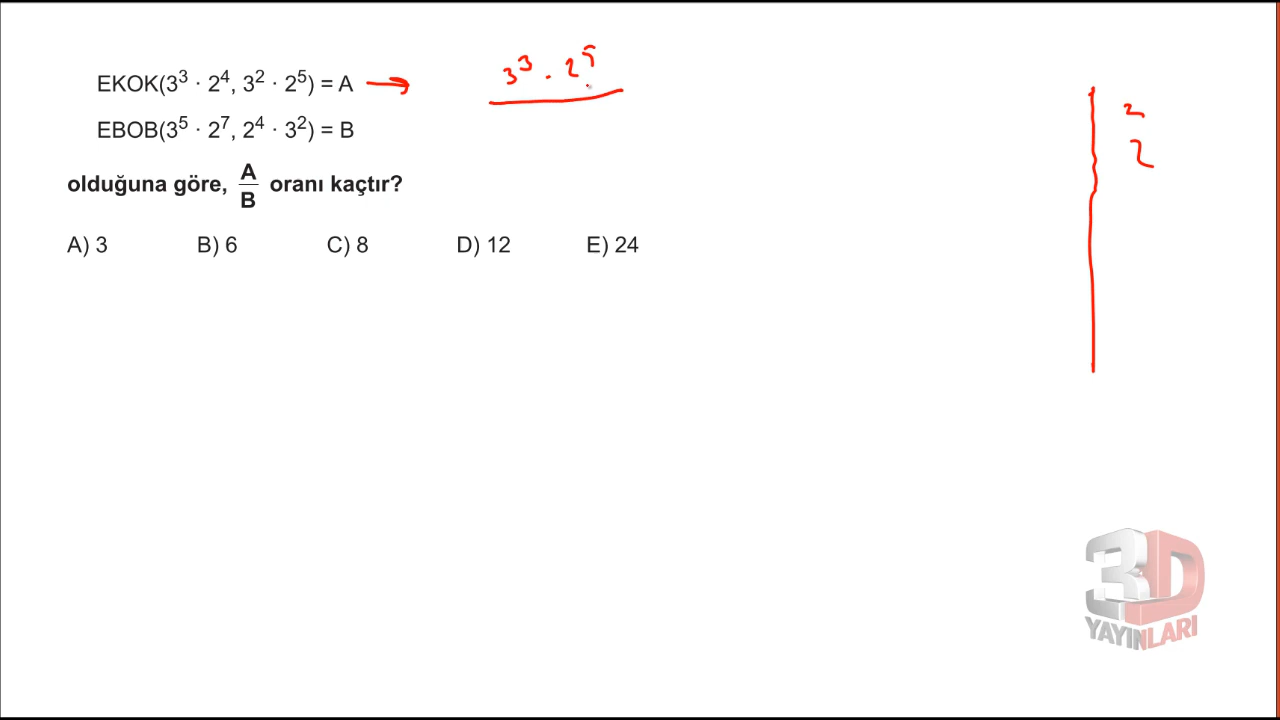 EKOK(3³ · 2⁴, 3² · 2⁵) = A → 3³ · 2⁵
EBOB(3⁵ · 2⁷, 2⁴ · 3²) = B
olduğuna göre, A/B oranı kaçtır?
A) 3 B) 6 C) 8 D) 12 E) 24
2
2
3D
YAYINLARI